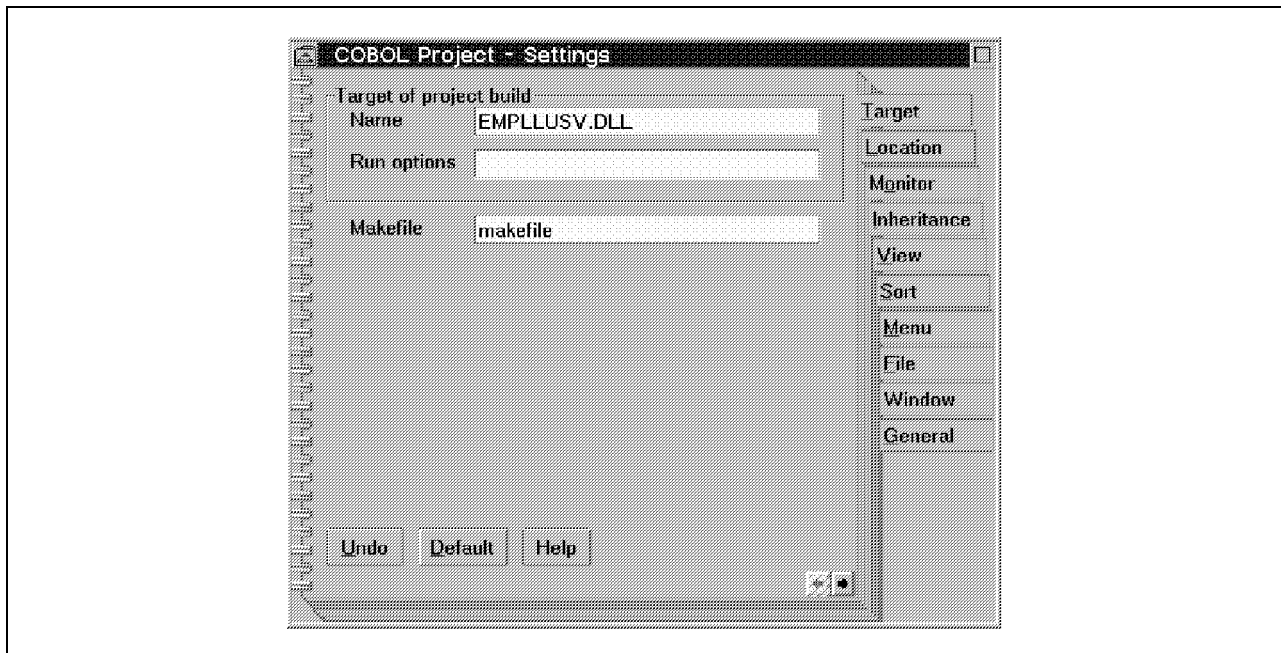 COBOL Project - Settings
Target of project build
Name EMPLLUSV.DLL
Run options
Makefile makefile
Target
Location
Monitor
Inheritance
View
Sort
Menu
File
Window
General
Undo Default Help